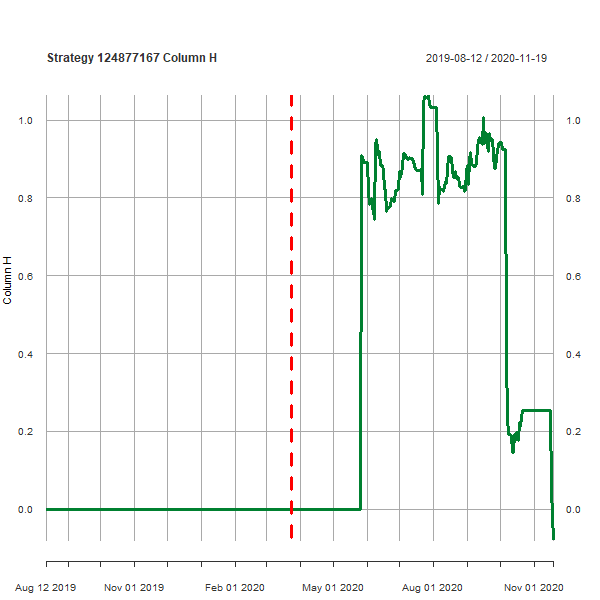 Strategy 124877167 Column H
2019-08-12 / 2020-11-19
Column H
1.0
0.8
0.6
0.4
0.2
0.0
1.0
0.8
0.6
0.4
0.2
0.0
Aug 12 2019
Nov 01 2019
Feb 01 2020
May 01 2020
Aug 01 2020
Nov 01 2020